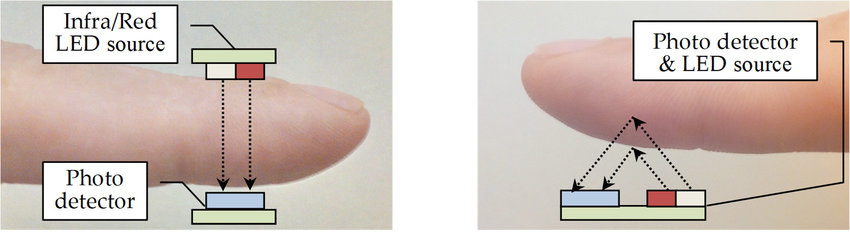 Infra/Red
LED source
Photo
detector
Photo detector
& LED source